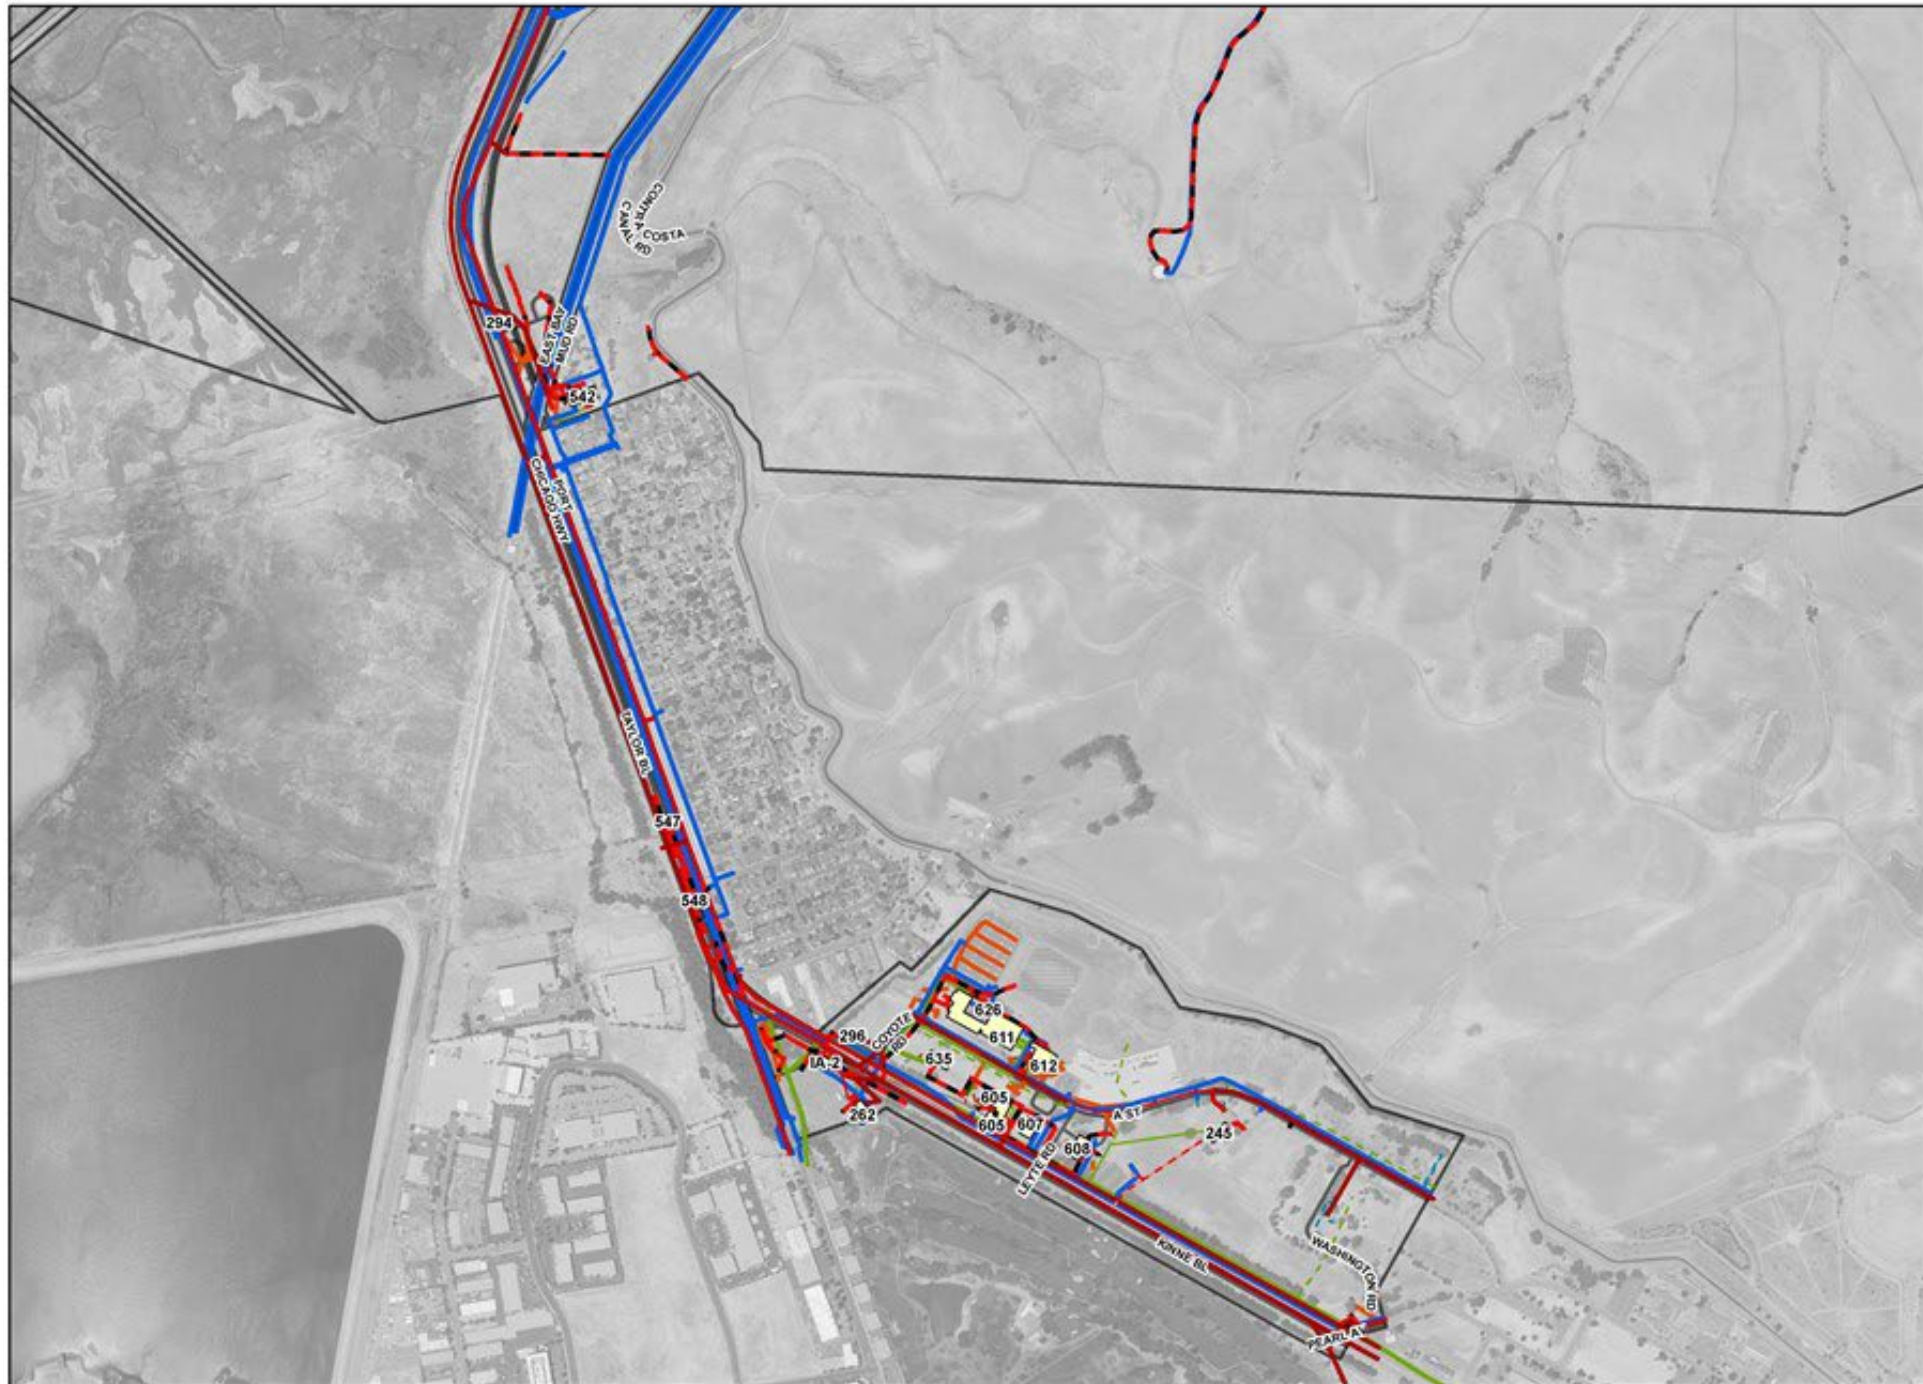 CONTRA COSTA
CANAL RD
294
EAST BAY
MUD RD
542
PORT
CHICAGO HWY
TAYLOR BL
547
548
296
COYOTE
RD
IA-2
262
626
611
612
635
605
605
607
608
A ST
245
LEYTE RD
KINNE BL
WASHINGTON RD
PEARL AV